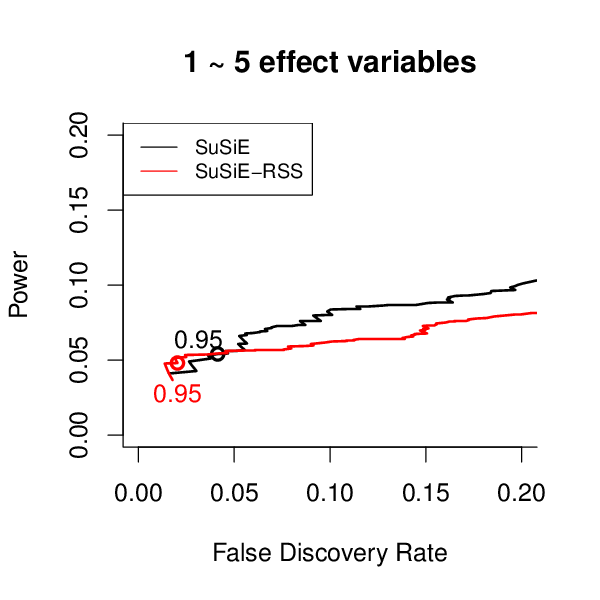 1 ~ 5 effect variables
Power
0.20
0.15
0.10
0.05
0.00
SuSiE
SuSiE−RSS
0.95
0.95
0.00 0.05 0.10 0.15 0.20
False Discovery Rate